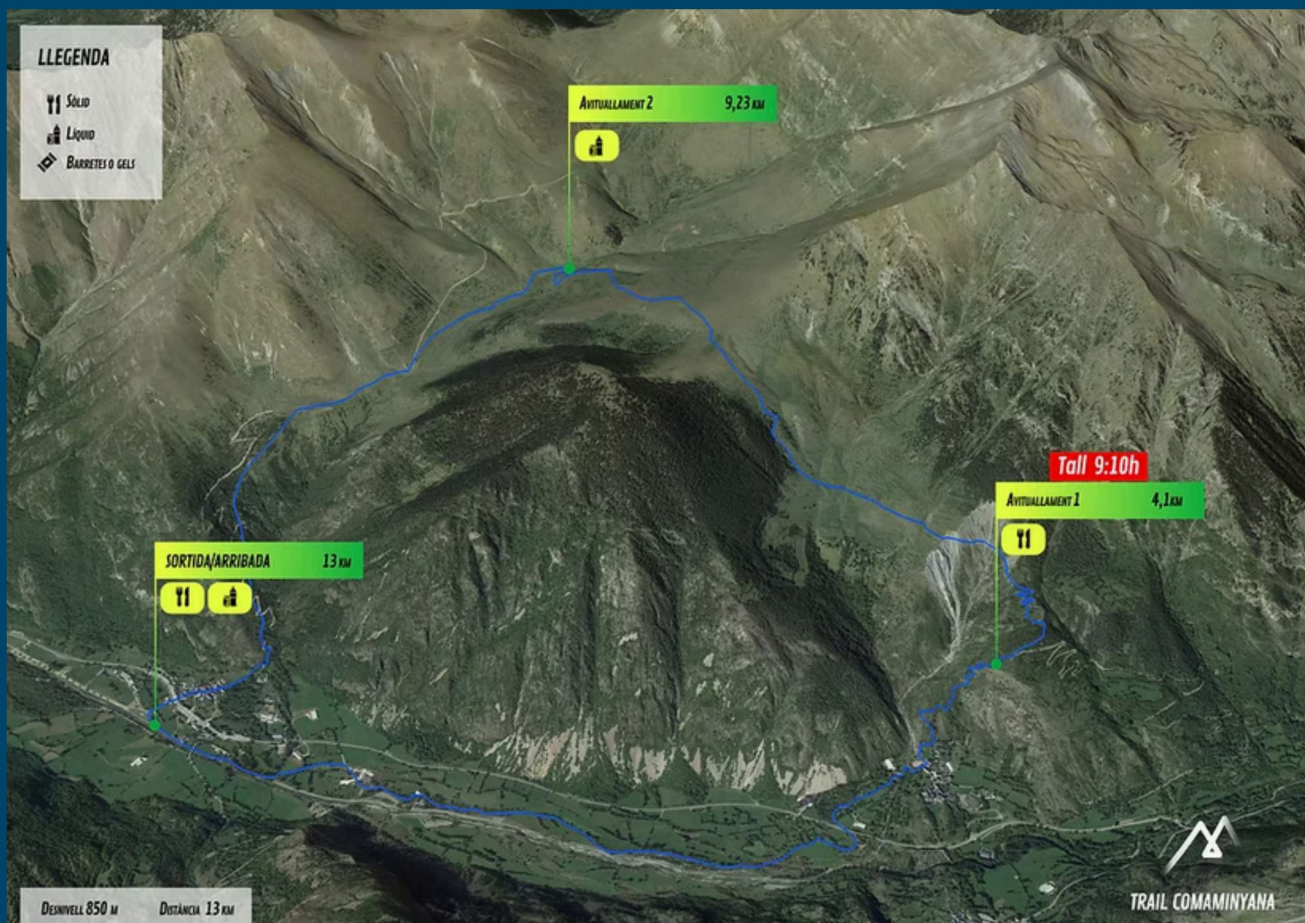 LLEGENDA
SÒLID
LÍQUID
BARRETES O GELS
AVITUALLAMENT 2 9,23 KM
Tall 9:10h
AVITUALLAMENT 1 4,1 KM
SORTIDA/ARRIBADA 13 KM
DESNIVELL 850 M DISTÀNCIA 13 KM
TRAIL COMAMINYANA